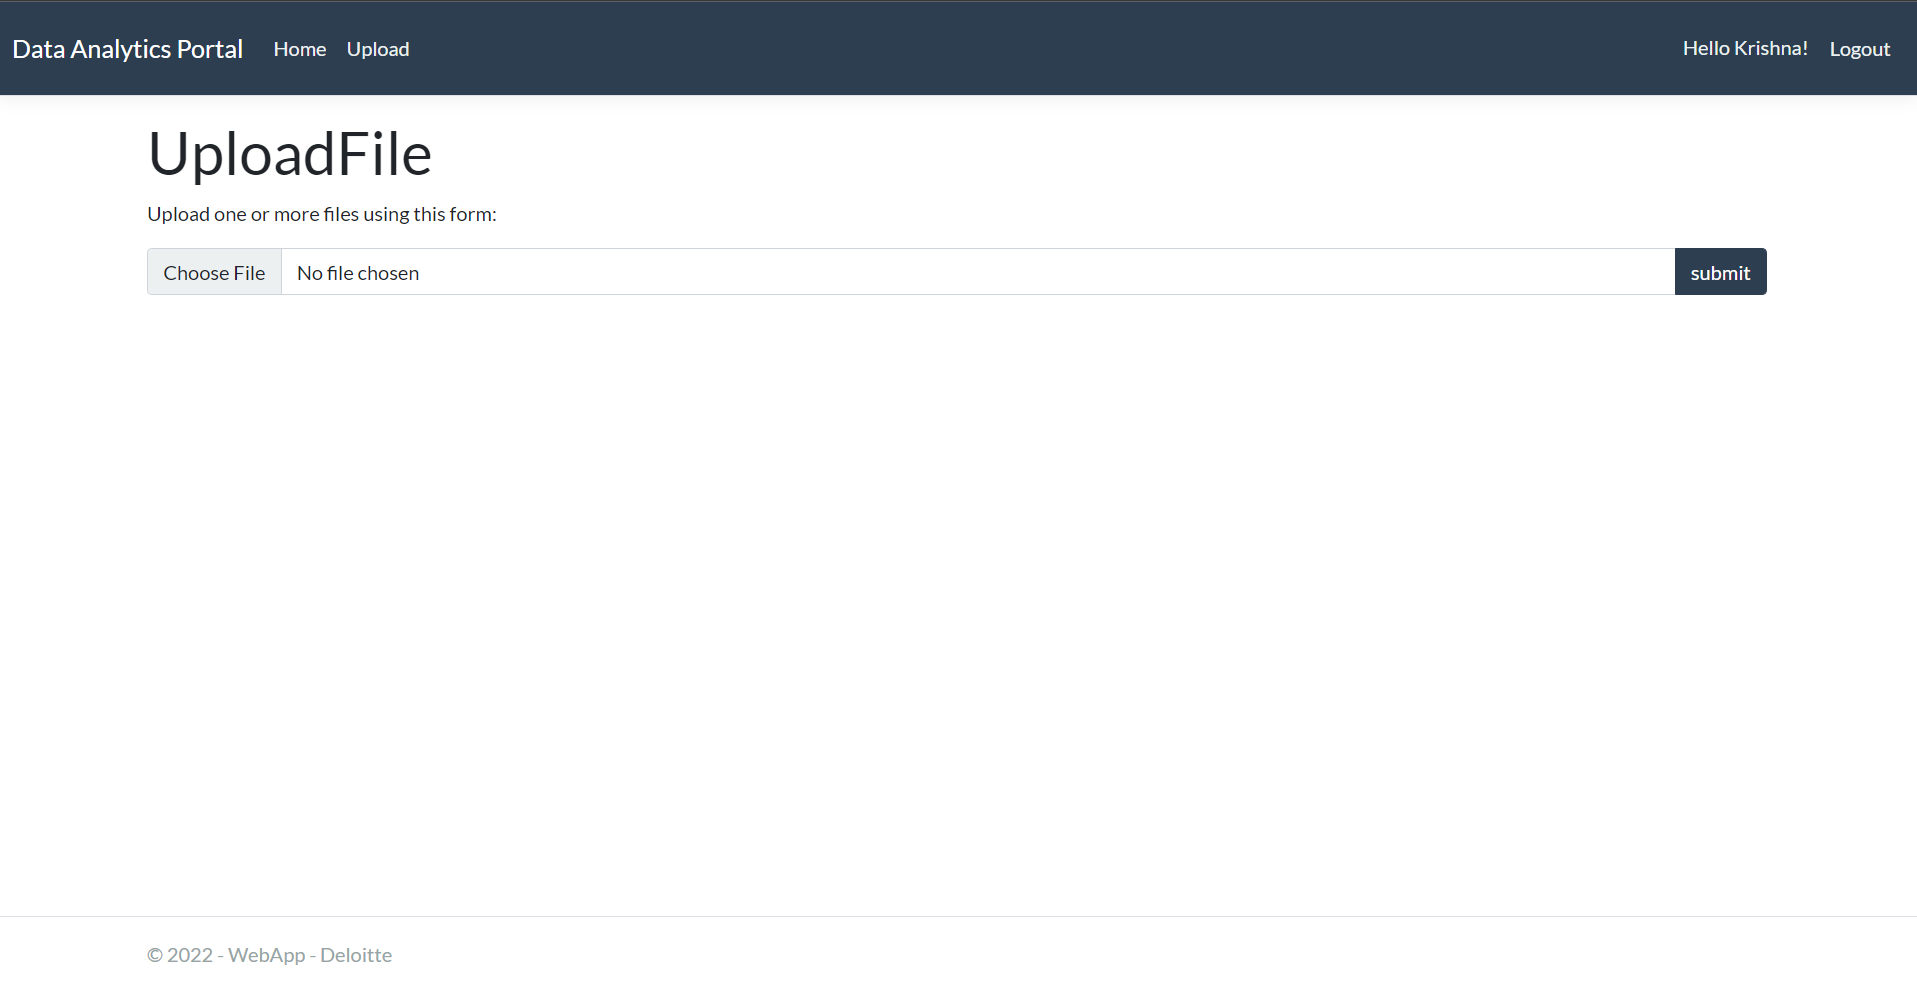 Data Analytics Portal Home Upload Hello Krishna! Logout
UploadFile
Upload one or more files using this form:
Choose File No file chosen submit
© 2022 - WebApp - Deloitte